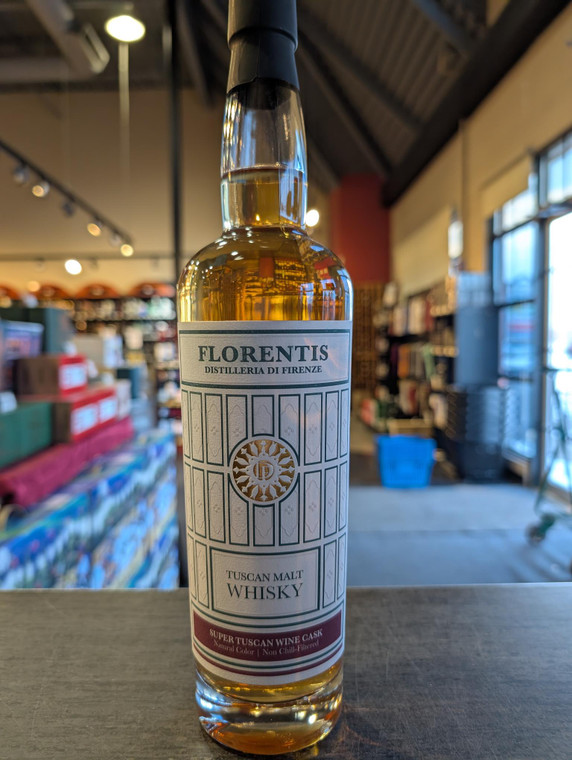 FLORENTIS
DISTILLERIA DI FIRENZE
TUSCAN MALT
WHISKY
SUPER TUSCAN WINE CASK
Natural Color | Non Chill-Filtered